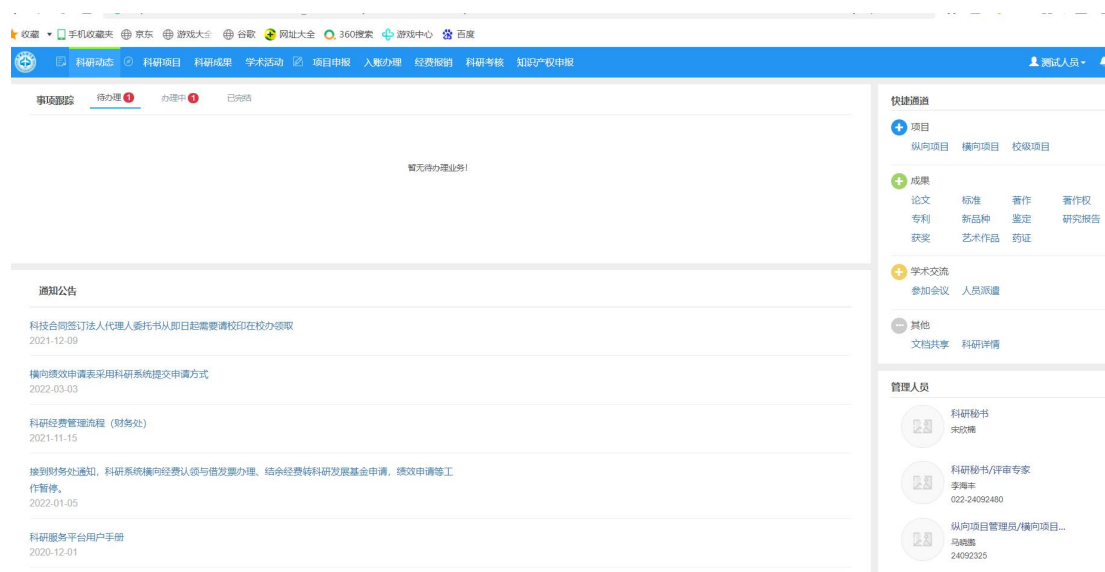 收藏 手机收藏夹 京东 游戏大全 谷歌 网址大全 360搜索 游戏中心 百度
科研动态 科研项目 科研成果 学术活动 项目申报 入账办理 经费报销 科研考核 知识产权申报 测试人员
事项跟踪 待办理 1 办理中 1 已完结
暂无待办理业务!
通知公告
科技合同签订法人代理人委托书从即日起需要请校印在校办领取
2021-12-09
横向绩效申请表采用科研系统提交申请方式
2022-03-03
科研经费管理流程（财务处）
2021-11-15
接到财务处通知，科研系统横向经费认领与借发票办理、结余经费转科研发展基金申请，绩效申请等工
作暂停。
2022-01-05
科研服务平台用户手册
2020-12-01
快捷通道
项目
纵向项目 横向项目 校级项目
成果
论文 标准 著作 著作权
专利 新品种 鉴定 研究报告
获奖 艺术作品 药证
学术交流
参加会议 人员派遣
其他
文档共享 科研详情
管理人员
科研秘书
宋欣楠
科研秘书/评审专家
李海丰
022-24092480
纵向项目管理员/横向项目...
马晓鹏
24092325